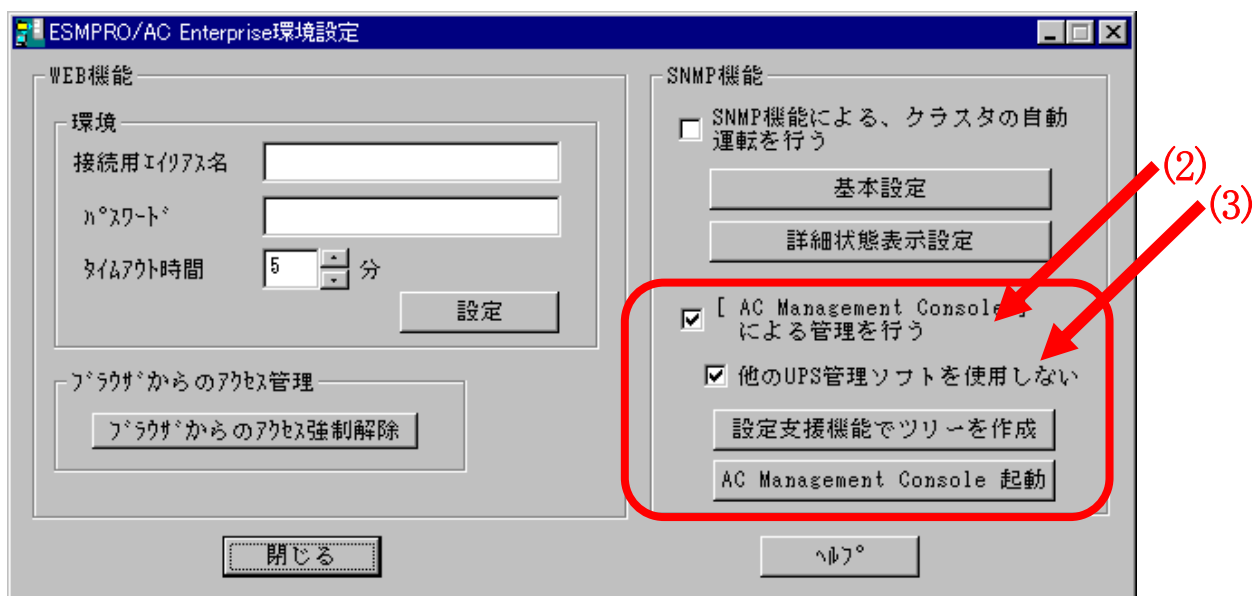 ESMPRO/AC Enterprise環境設定
WEB機能
環境
接続用ｴｲﾘｱｽ名
ﾊﾟｽﾜｰﾄﾞ
ﾀｲﾑｱｳﾄ時間
5
分
設定
ﾌﾞﾗｳｻﾞからのｱｸｾｽ管理
ﾌﾞﾗｳｻﾞからのｱｸｾｽ強制解除
SNMP機能
SNMP機能による、クラスタの自動
運転を行う
基本設定
詳細状態表示設定
[ AC Management Console ]
による管理を行う
他のUPS管理ソフトを使用しない
設定支援機能でツリーを作成
AC Management Console 起動
(2)
(3)
閉じる
ﾍﾙﾌﾟ